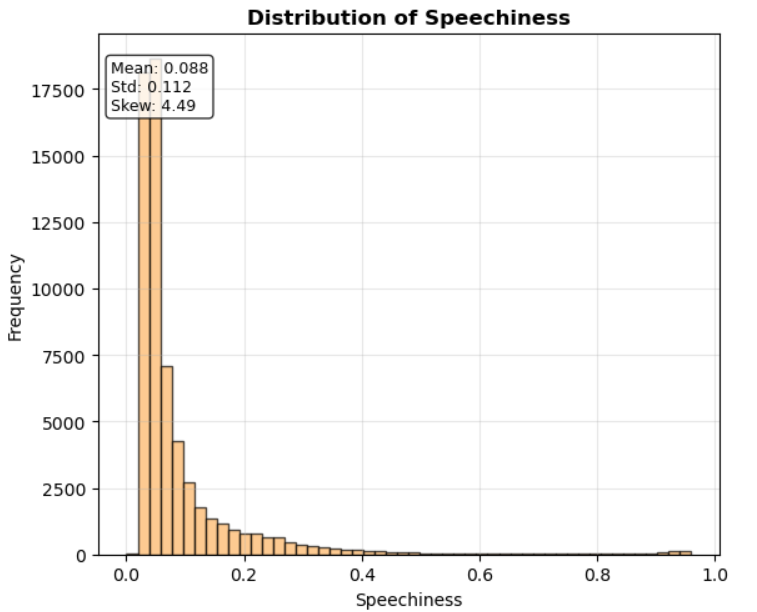 Distribution of Speechiness
Mean: 0.088
Std: 0.112
Skew: 4.49
17500
15000
12500
10000
7500
5000
2500
0
Frequency
0.0 0.2 0.4 0.6 0.8 1.0
Speechiness